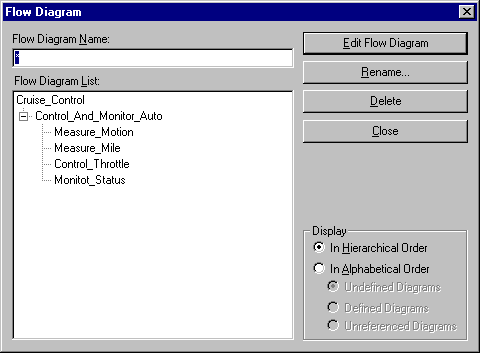 Flow Diagram
Flow Diagram Name:
*
Edit Flow Diagram
Rename...
Flow Diagram List:
Delete
Close
Cruise_Control
Control_And_Monitor_Auto
Measure_Motion
Measure_Mile
Control_Throttle
Monitot_Status
Display
In Hierarchical Order
In Alphabetical Order
Undefined Diagrams
Defined Diagrams
Unreferenced Diagrams